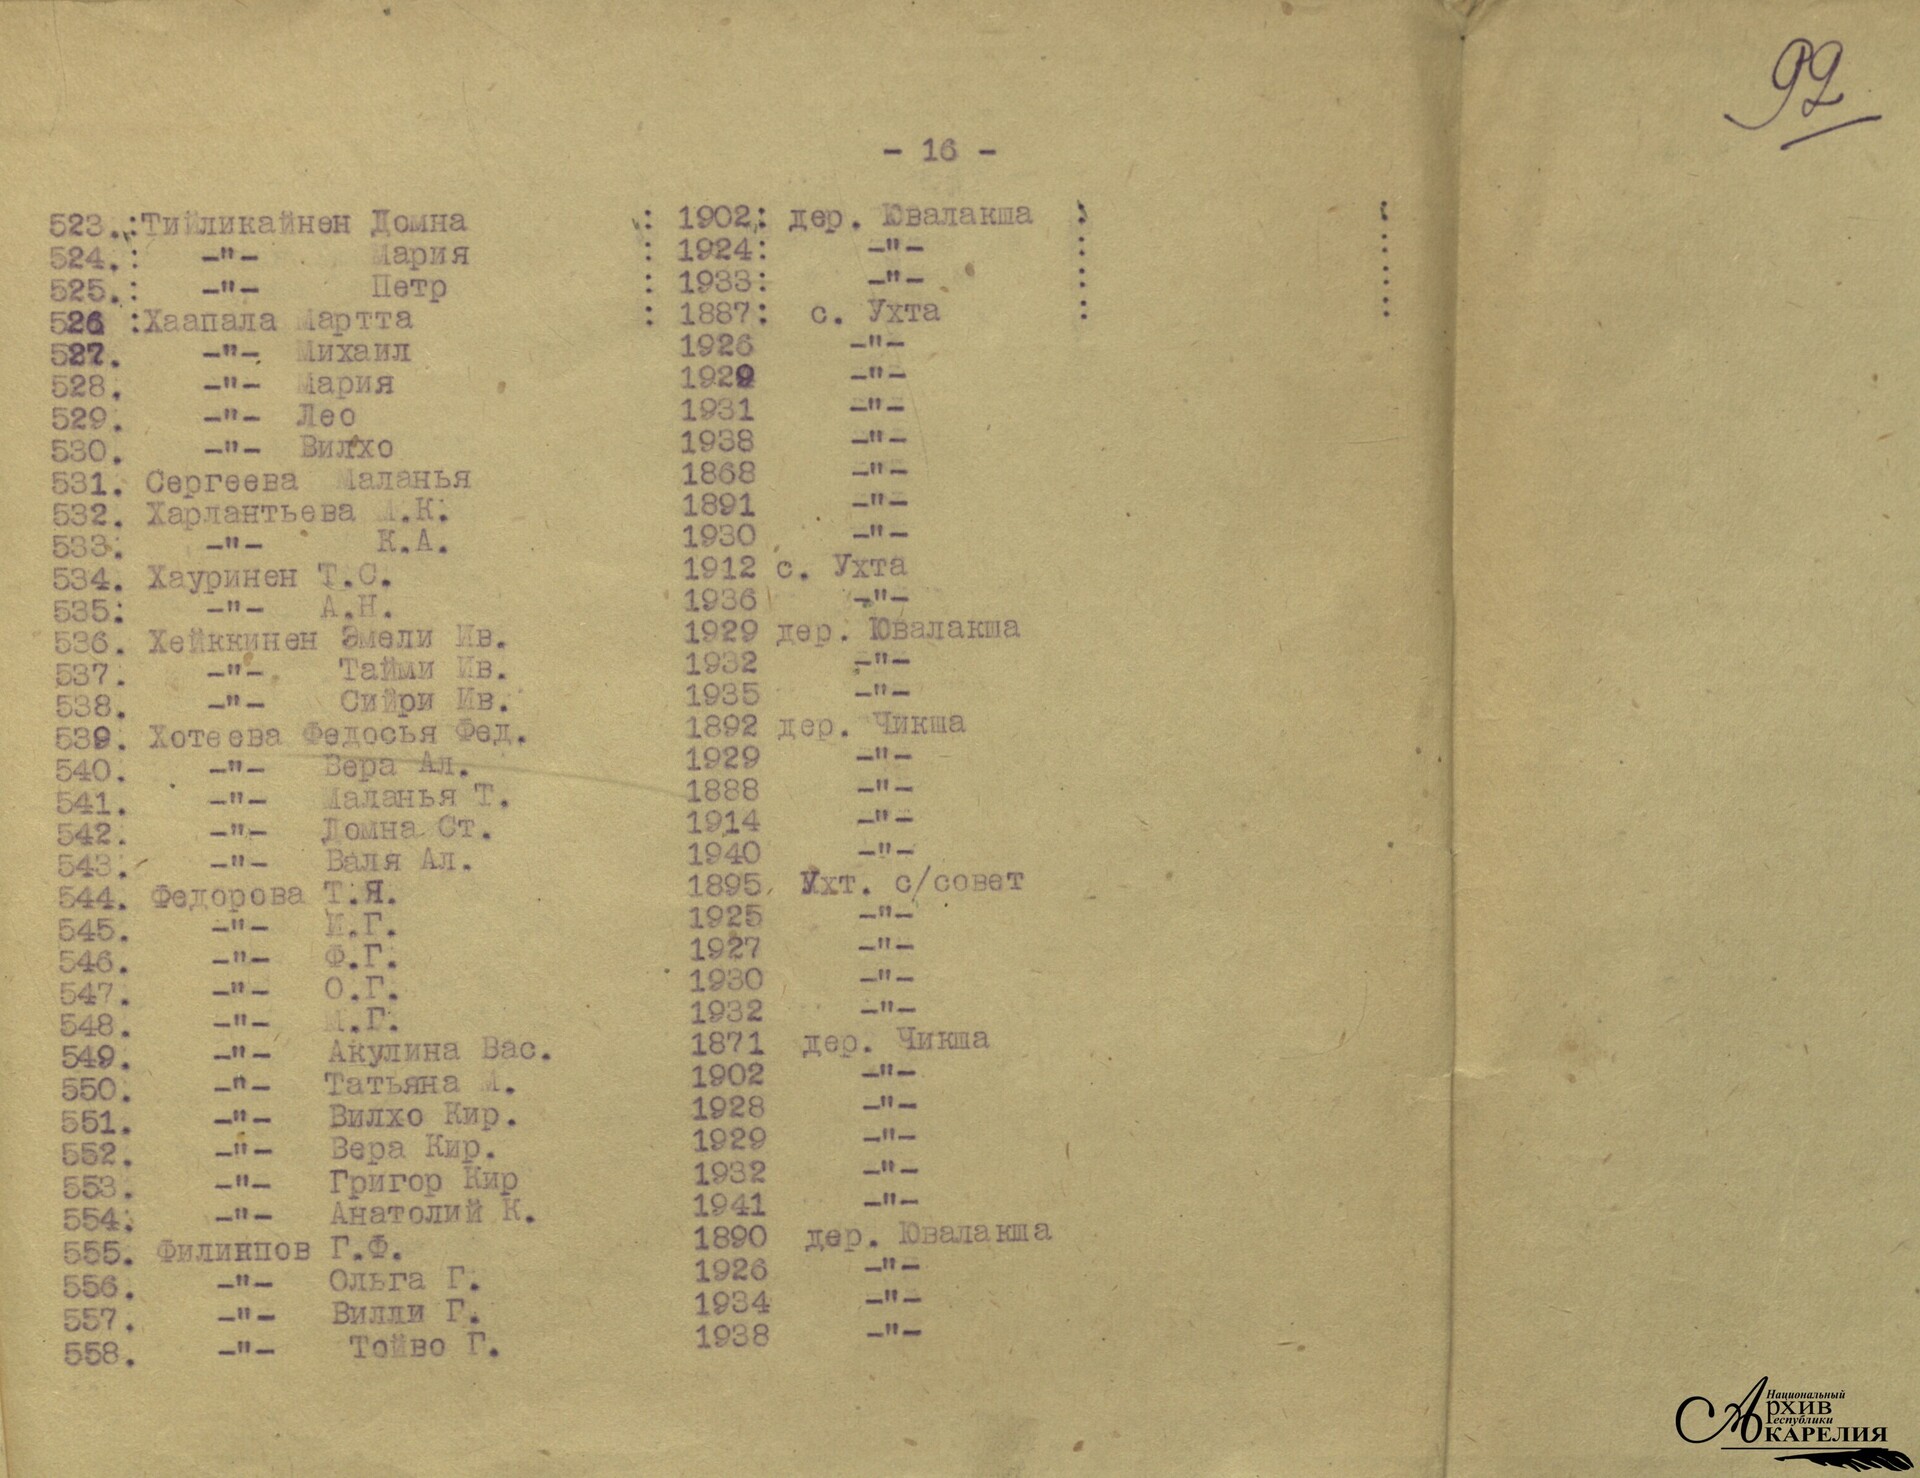 92
- 16 -
523.:Тийликайнен Домна : 1902: дер. Ювалакша : :
524.: -"- Мария : 1924: -"- : :
525.: -"- Петр : 1933: -"- : :
526 :Хаапала Мартта : 1887: с. Ухта : :
527. -"- Михаил 1926 -"-
528. -"- Мария 1929 -"-
529. -"- Лео 1931 -"-
530. -"- Вилхо 1938 -"-
531. Сергеева Маланья 1868 -"-
532. Харлантьева М.К. 1891 -"-
533. -"- К.А. 1930 -"-
534. Хауринен Т.С. 1912 с. Ухта
535. -"- А.Н. 1936 -"-
536. Хейккинен Эмели Ив. 1929 дер. Ювалакша
537. -"- Тайми Ив. 1932 -"-
538. -"- Сийри Ив. 1935 -"-
539. Хотеева Федосья Фед. 1892 дер. Чикша
540. -"- Вера Ал. 1929 -"-
541. -"- Маланья Т. 1888 -"-
542. -"- Домна Ст. 1914 -"-
543. -"- Валя Ал. 1940 -"-
544. Федорова Т.Я. 1895 Ухт. с/совет
545. -"- И.Г. 1925 -"-
546. -"- Ф.Г. 1927 -"-
547. -"- О.Г. 1930 -"-
548. -"- М.Г. 1932 -"-
549. -"- Акулина Вас. 1871 дер. Чикша
550. -"- Татьяна М. 1902 -"-
551. -"- Вилхо Кир. 1928 -"-
552. -"- Вера Кир. 1929 -"-
553. -"- Григор Кир 1932 -"-
554. -"- Анатолий К. 1941 -"-
555. Филиппов Г.Ф. 1890 дер. Ювалакша
556. -"- Ольга Г. 1926 -"-
557. -"- Вилли Г. 1934 -"-
558. -"- Тойво Г. 1938 -"-
Национальный
Архив
Республики
КАРЕЛИЯ